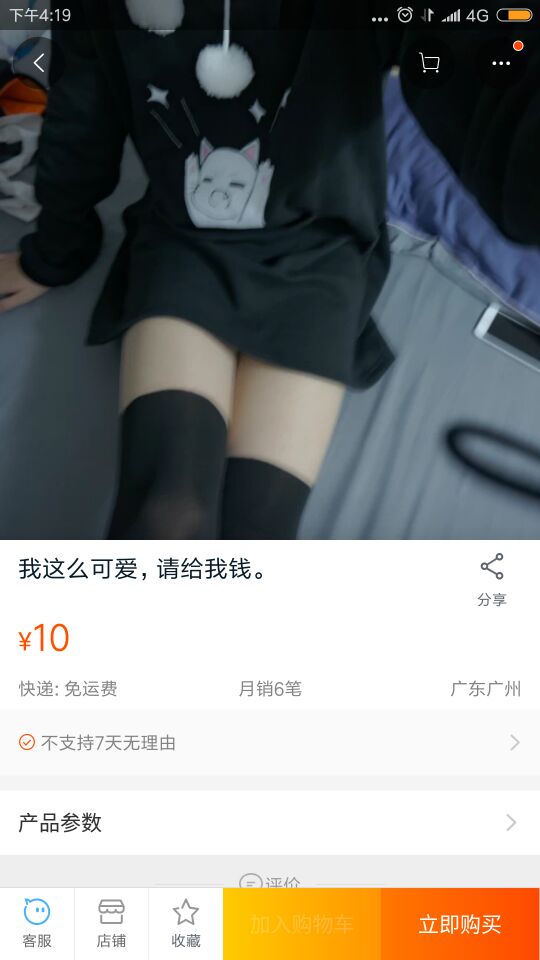 下午4:19
4G
我这么可爱，请给我钱。
分享
¥10
快递: 免运费
月销6笔
广东广州
不支持7天无理由
产品参数
评价
客服
店铺
收藏
加入购物车
立即购买